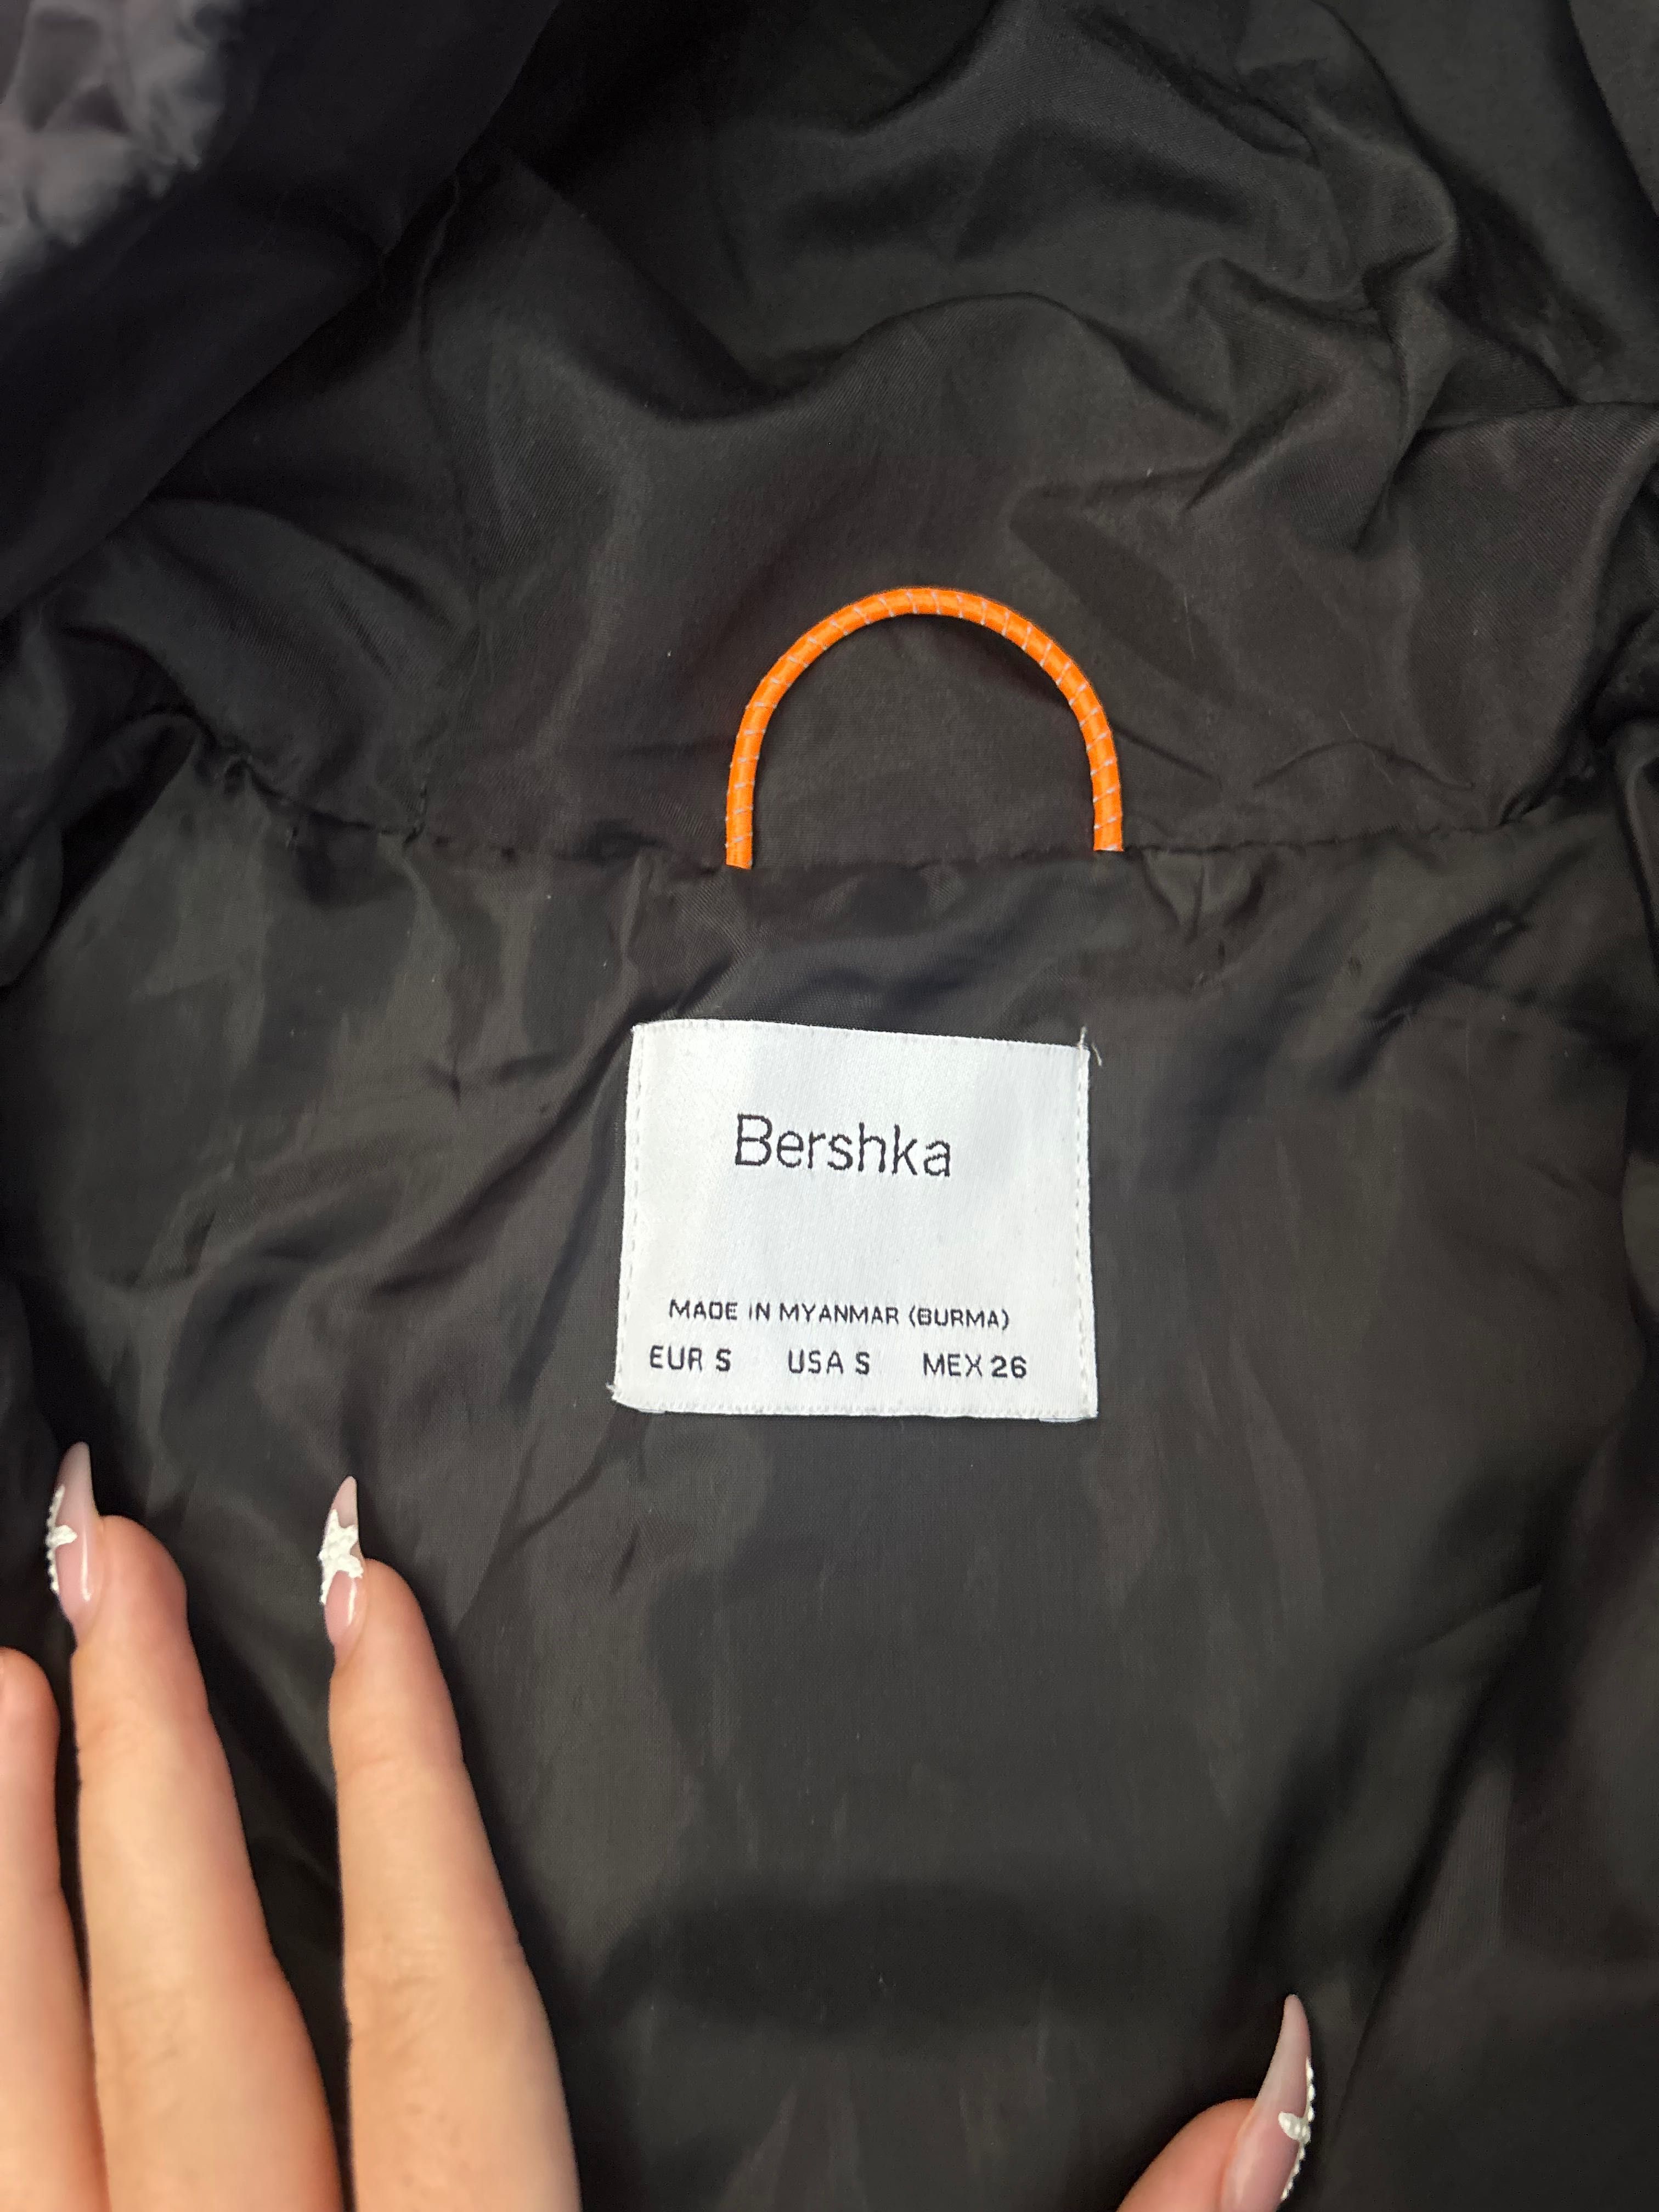 Bershka
MADE IN MYANMAR (BURMA)
EUR S USA S MEX 26